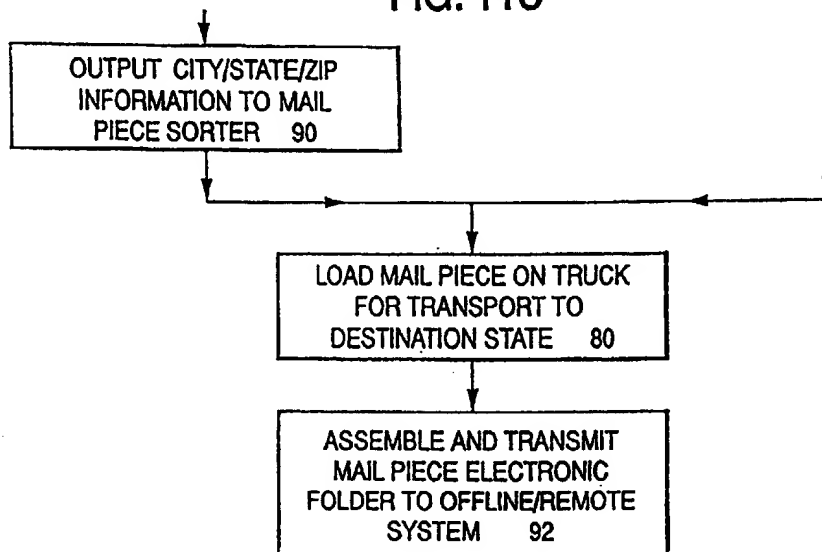 FIG.
OUTPUT CITY/STATE/ZIP
INFORMATION TO MAIL
PIECE SORTER 90
LOAD MAIL PIECE ON TRUCK
FOR TRANSPORT TO
DESTINATION STATE 80
ASSEMBLE AND TRANSMIT
MAIL PIECE ELECTRONIC
FOLDER TO OFFLINE/REMOTE
SYSTEM 92